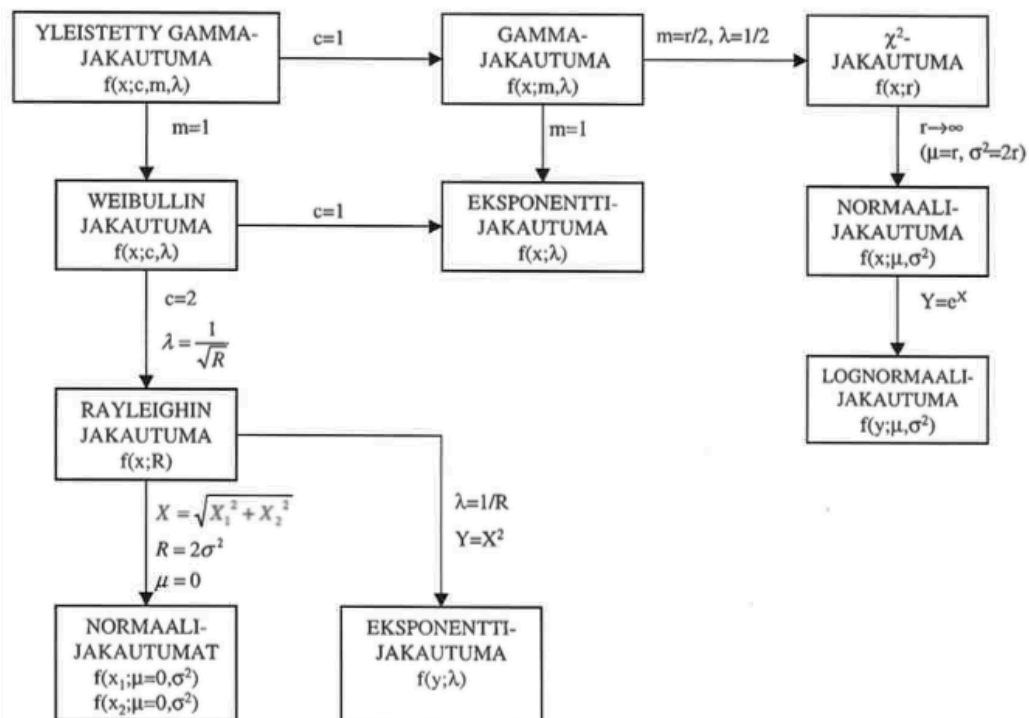 YLEISTETTY GAMMA-
JAKAUTUMA
f(x;c,m,λ)
c=1
GAMMA-
JAKAUTUMA
f(x;m,λ)
m=r/2, λ=1/2
χ²-
JAKAUTUMA
f(x;r)
m=1
m=1
r→∞
(μ=r, σ²=2r)
WEIBULLIN
JAKAUTUMA
f(x;c,λ)
c=1
EKSPONENTTI-
JAKAUTUMA
f(x;λ)
NORMAALI-
JAKAUTUMA
f(x;μ,σ²)
c=2
λ = 1/√R
Y=eˣ
RAYLEIGHIN
JAKAUTUMA
f(x;R)
LOGNORMAALI-
JAKAUTUMA
f(y;μ,σ²)
X = √(X₁² + X₂²)
R = 2σ²
μ = 0
λ=1/R
Y=X²
NORMAALI-
JAKAUTUMAT
f(x₁;μ=0,σ²)
f(x₂;μ=0,σ²)
EKSPONENTTI-
JAKAUTUMA
f(y;λ)